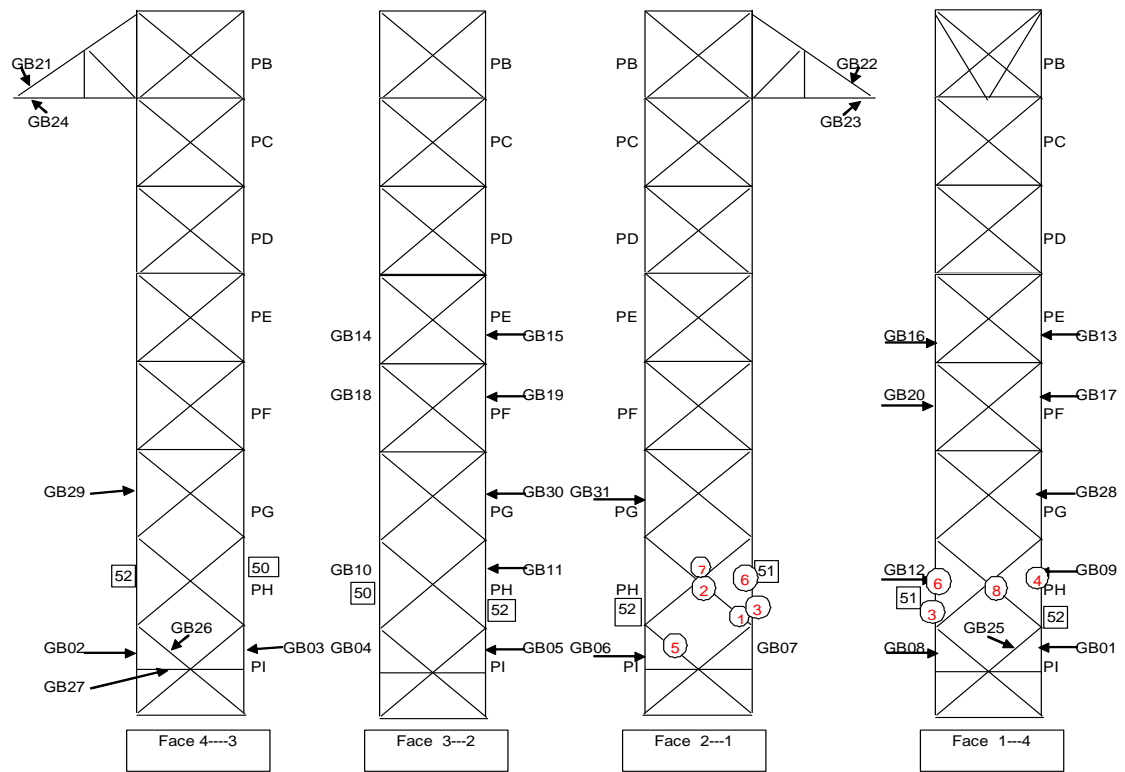 PB PB PB
GB21 GB22
GB24 GB23
PC PC PC PC
PD PD PD PD
PE PE PE PE
GB14 GB15 GB16 GB13
GB18 GB19 GB20 GB17
PF PF PF PF
GB29 GB30 GB31 GB28
PG PG PG PG
52 50 GB10 GB11 7 6 51 GB12 6 4 GB09
PH 50 PH PH 2 8 PH
52 52 1 3 51 3 52
GB26 GB25
GB02 GB03 GB04 GB05 GB06 5 GB07 GB08 GB01
PI PI PI PI
GB27
Face 4----3 Face 3---2 Face 2---1 Face 1---4